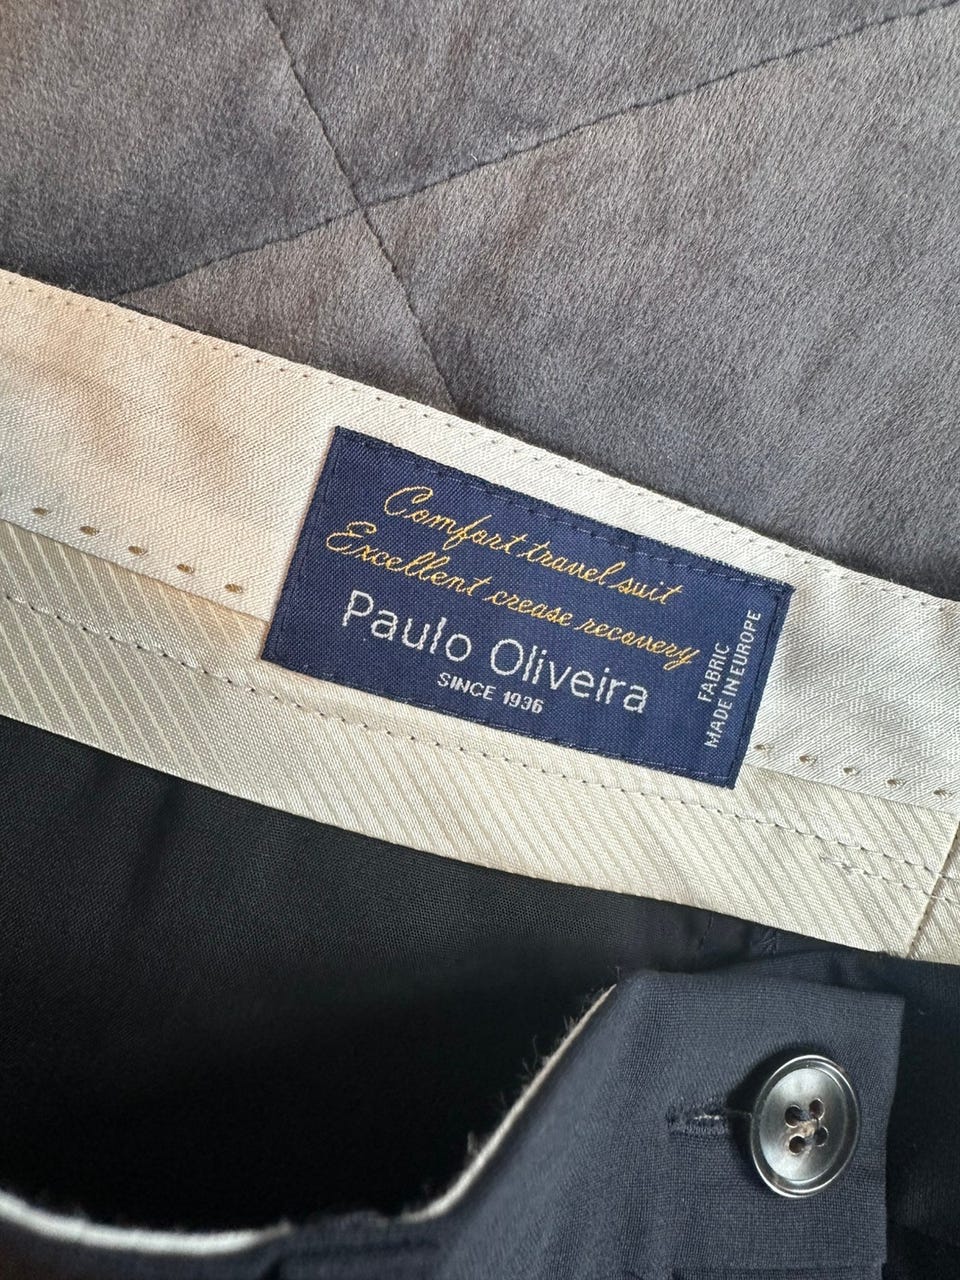 Comfort travel suit
Excellent crease recovery
Paulo Oliveira
SINCE 1936
FABRIC
MADE IN EUROPE